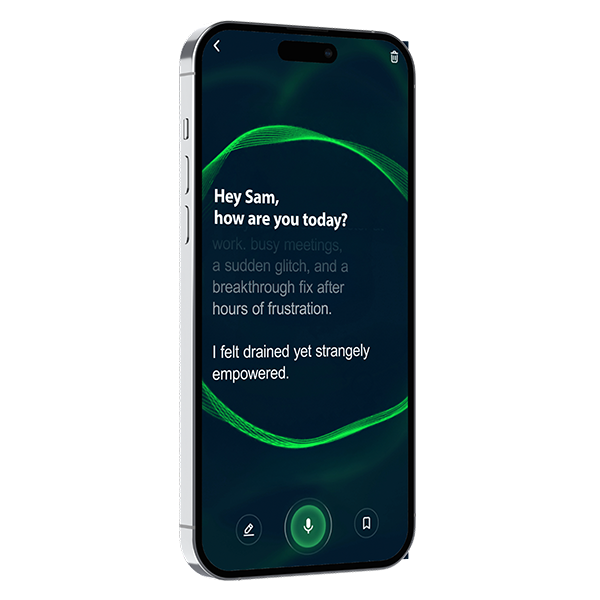 Hey Sam,
how are you today?
work. busy meetings,
a sudden glitch, and a
breakthrough fix after
hours of frustration.
I felt drained yet strangely
empowered.